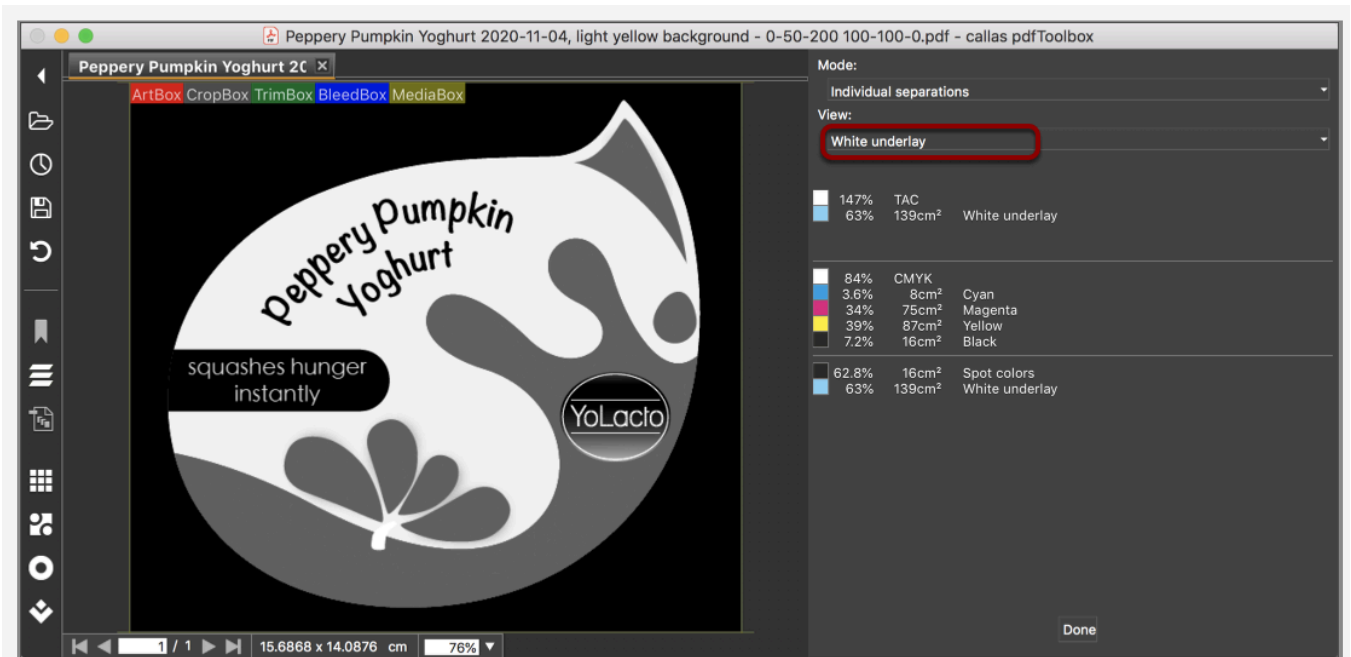 Peppery Pumpkin Yoghurt 2020-11-04, light yellow background - 0-50-200 100-100-0.pdf - callas pdfToolbox
Peppery Pumpkin Yoghurt 2(
ArtBox CropBox TrimBox BleedBox MediaBox
Peppery Pumpkin
Yoghurt
squashes hunger
instantly
YoLacto
1 / 1 15.6868 x 14.0876 cm 76%
Mode:
Individual separations
View:
White underlay
147% TAC
63% 139cm² White underlay
84% CMYK
3.6% 8cm² Cyan
34% 75cm² Magenta
39% 87cm² Yellow
7.2% 16cm² Black
62.8% 16cm² Spot colors
63% 139cm² White underlay
Done